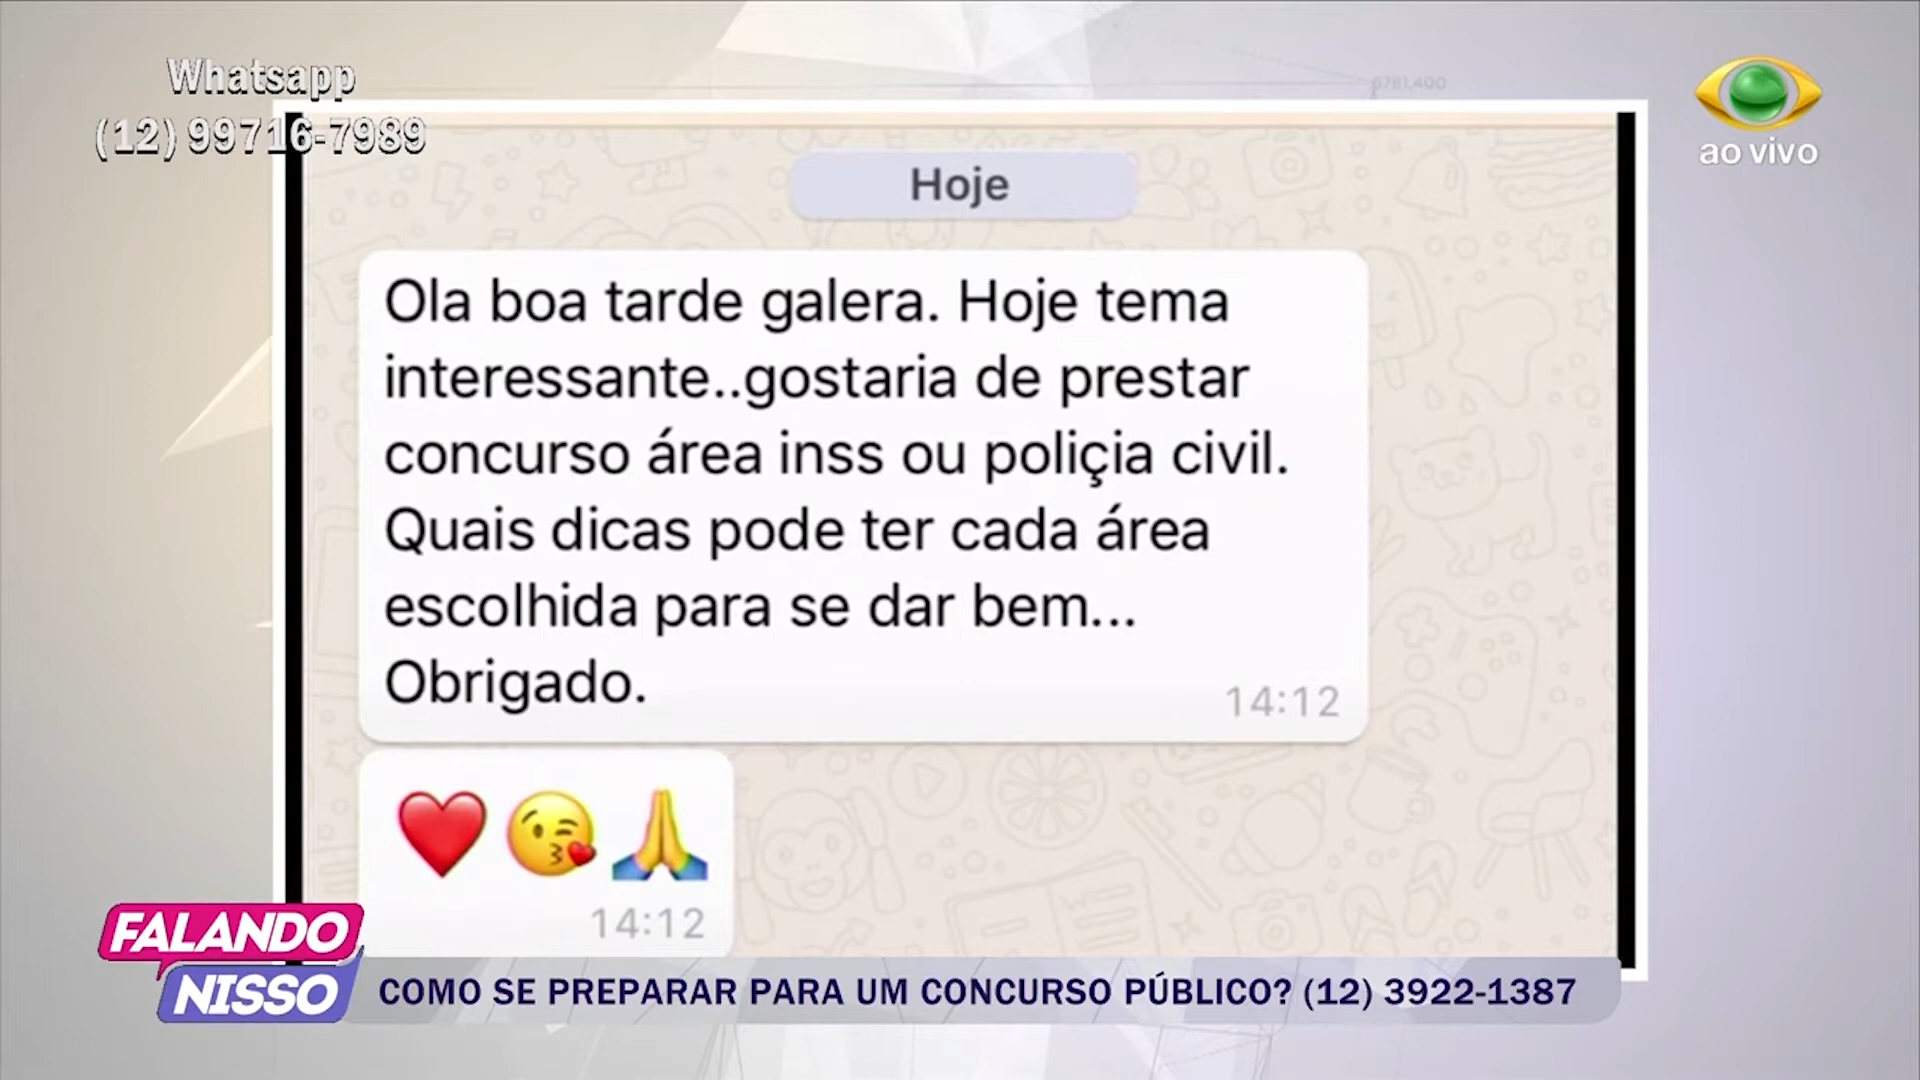 Whatsapp
(12) 99716-7989
6781,400
ao vivo
Hoje
Ola boa tarde galera. Hoje tema
interessante..gostaria de prestar
concurso área inss ou poliçia civil.
Quais dicas pode ter cada área
escolhida para se dar bem...
Obrigado.
14:12
❤️😘🙏
14:12
FALANDO
NISSO
COMO SE PREPARAR PARA UM CONCURSO PÚBLICO? (12) 3922-1387